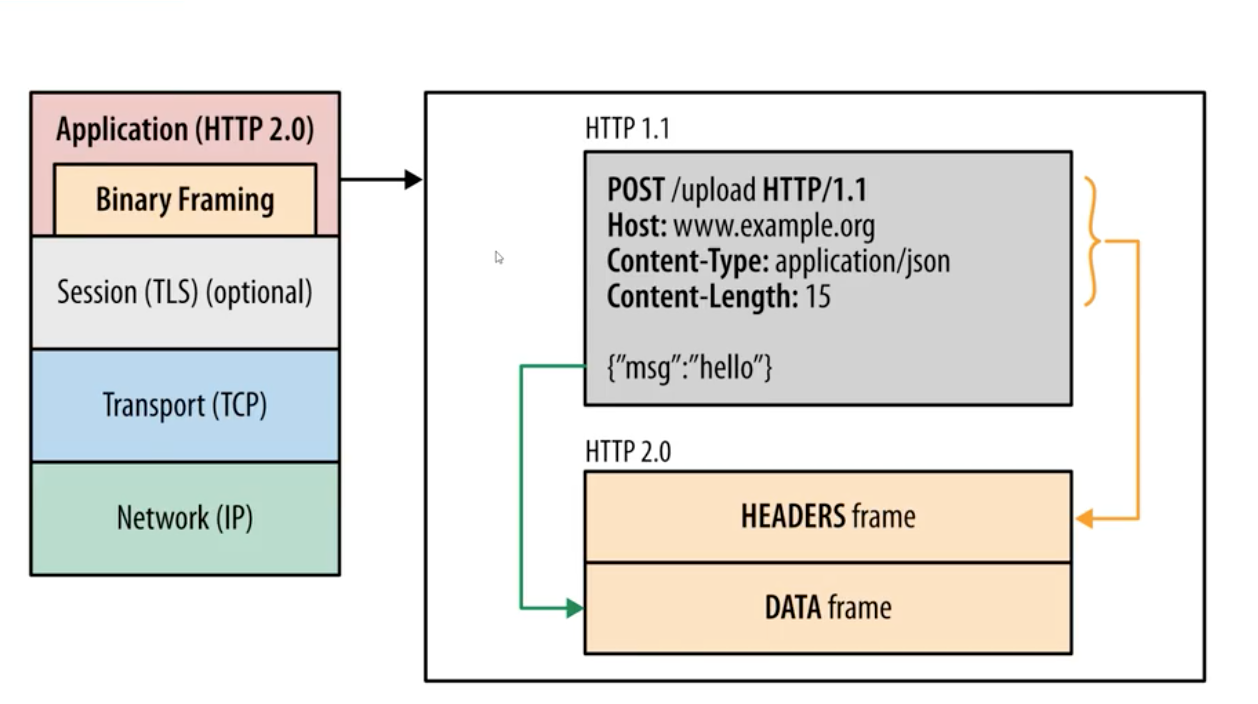 Application (HTTP 2.0)
Binary Framing
Session (TLS) (optional)
Transport (TCP)
Network (IP)
HTTP 1.1
POST /upload HTTP/1.1
Host: www.example.org
Content-Type: application/json
Content-Length: 15
{”msg”:”hello”}
HTTP 2.0
HEADERS frame
DATA frame